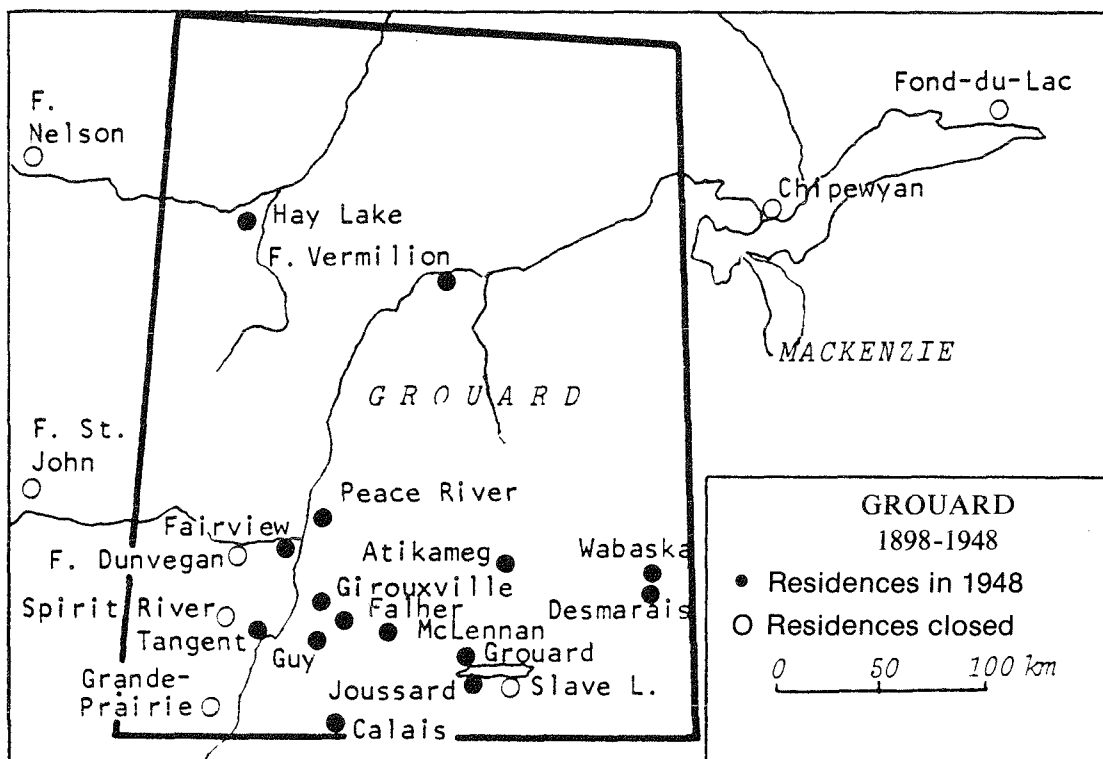 F.
Nelson
Fond-du-Lac
Chipewyan
Hay Lake
F. Vermilion
MACKENZIE
GROUARD
F. St.
John
Peace River
Fairview
F. Dunvegan
Atikameg
Wabaska
Girouxville
Spirit River
Falher
Desmarais
Tangent
McLennan
Guy
Grouard
Grande-
Prairie
Joussard
Slave L.
Calais
GROUARD
1898-1948
Residences in 1948
Residences closed
0 50 100 km